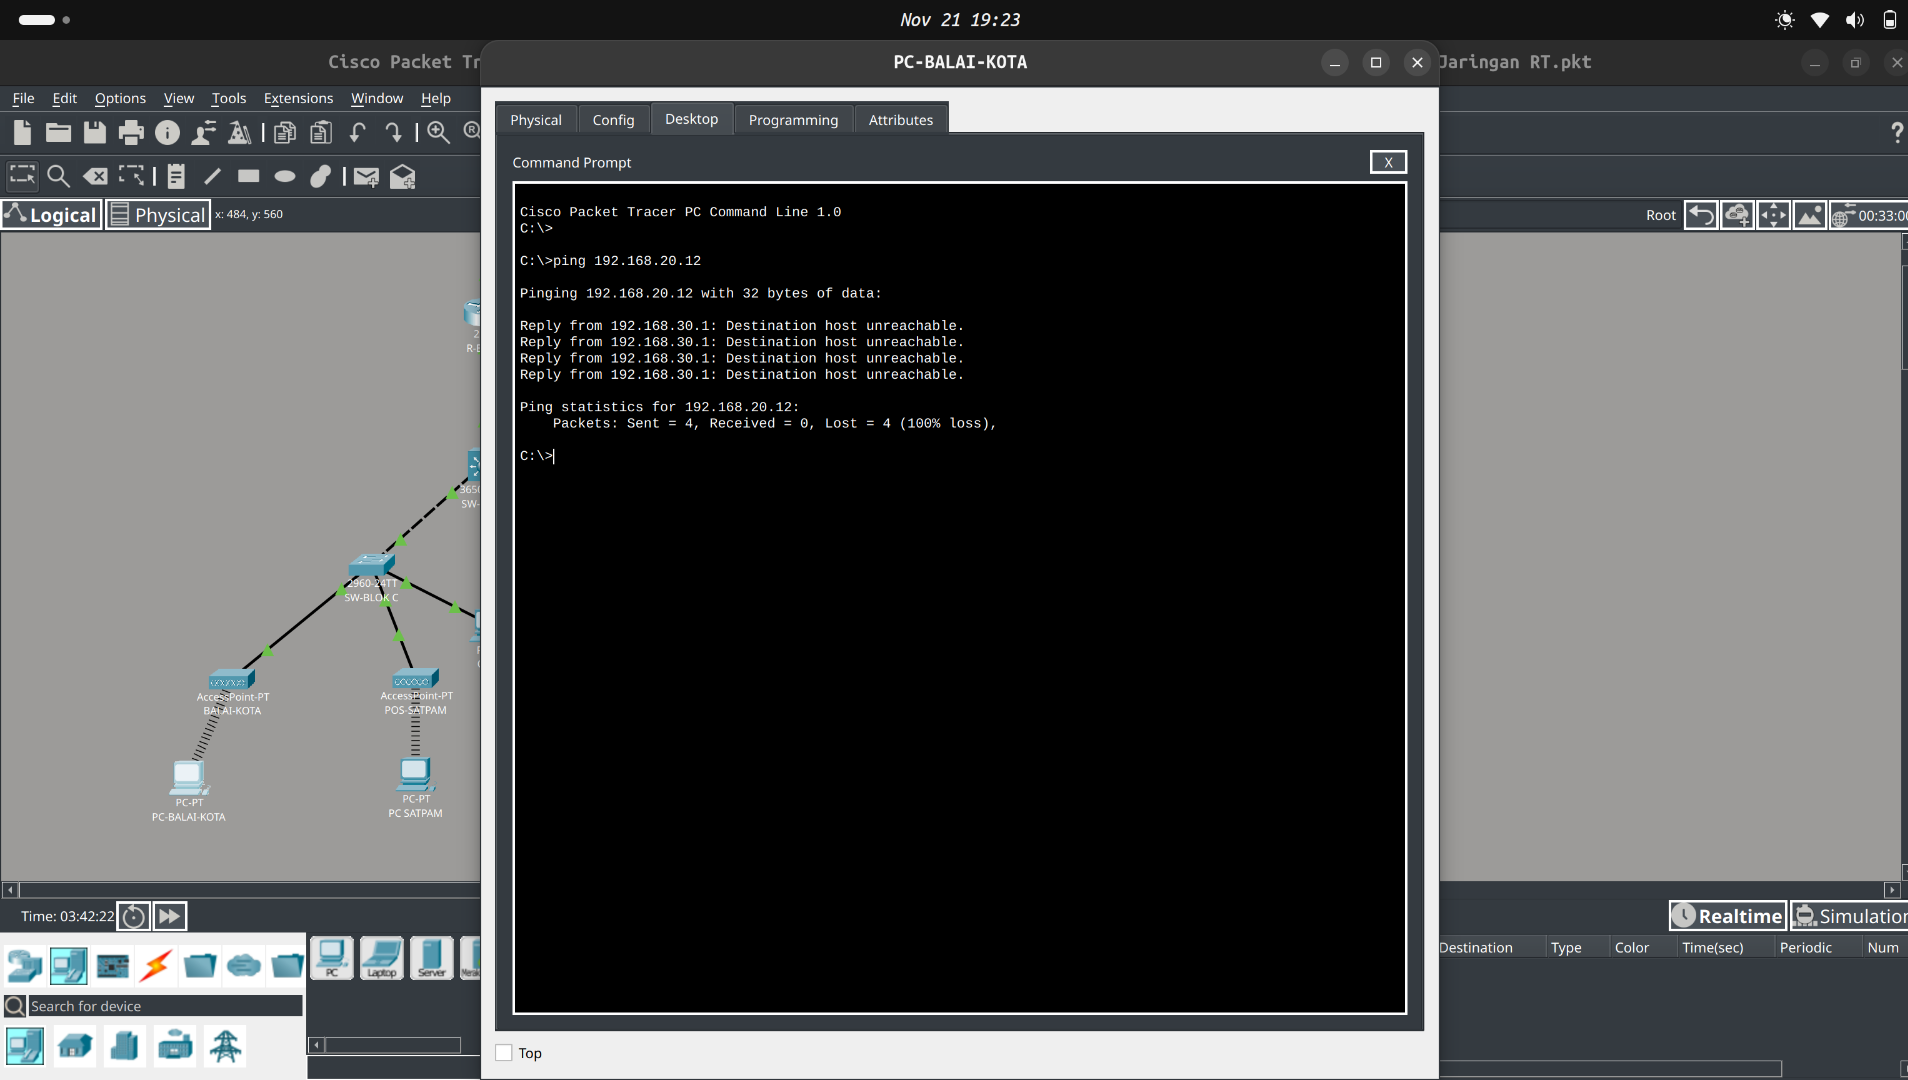 Nov 21 19:23
Cisco Packet Tr
PC-BALAI-KOTA
Jaringan RT.pkt
File Edit Options View Tools Extensions Window Help
Physical Config Desktop Programming Attributes
Command Prompt
X
Logical Physical x: 484, y: 560
Root 00:33:00
Cisco Packet Tracer PC Command Line 1.0
C:\>
C:\>ping 192.168.20.12
Pinging 192.168.20.12 with 32 bytes of data:
Reply from 192.168.30.1: Destination host unreachable.
Reply from 192.168.30.1: Destination host unreachable.
Reply from 192.168.30.1: Destination host unreachable.
Reply from 192.168.30.1: Destination host unreachable.
Ping statistics for 192.168.20.12:
Packets: Sent = 4, Received = 0, Lost = 4 (100% loss),
C:\>
3650
SW-
2960-24TT
SW-BLOK C
AccessPoint-PT
BALAI-KOTA
AccessPoint-PT
POS-SATPAM
PC-PT
PC-BALAI-KOTA
PC-PT
PC SATPAM
Time: 03:42:22
Realtime Simulation
Destination Type Color Time(sec) Periodic Num
PC Laptop Server
Search for device
Top